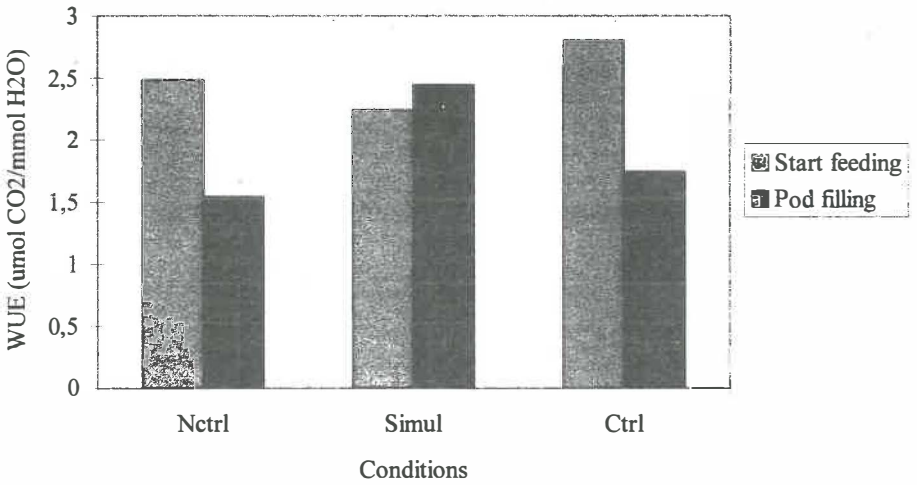 WUE (umol CO2/mmol H2O)
3
2,5
2
1,5
1
0,5
0
Nctrl Simul Ctrl
Conditions
Start feeding
Pod filling